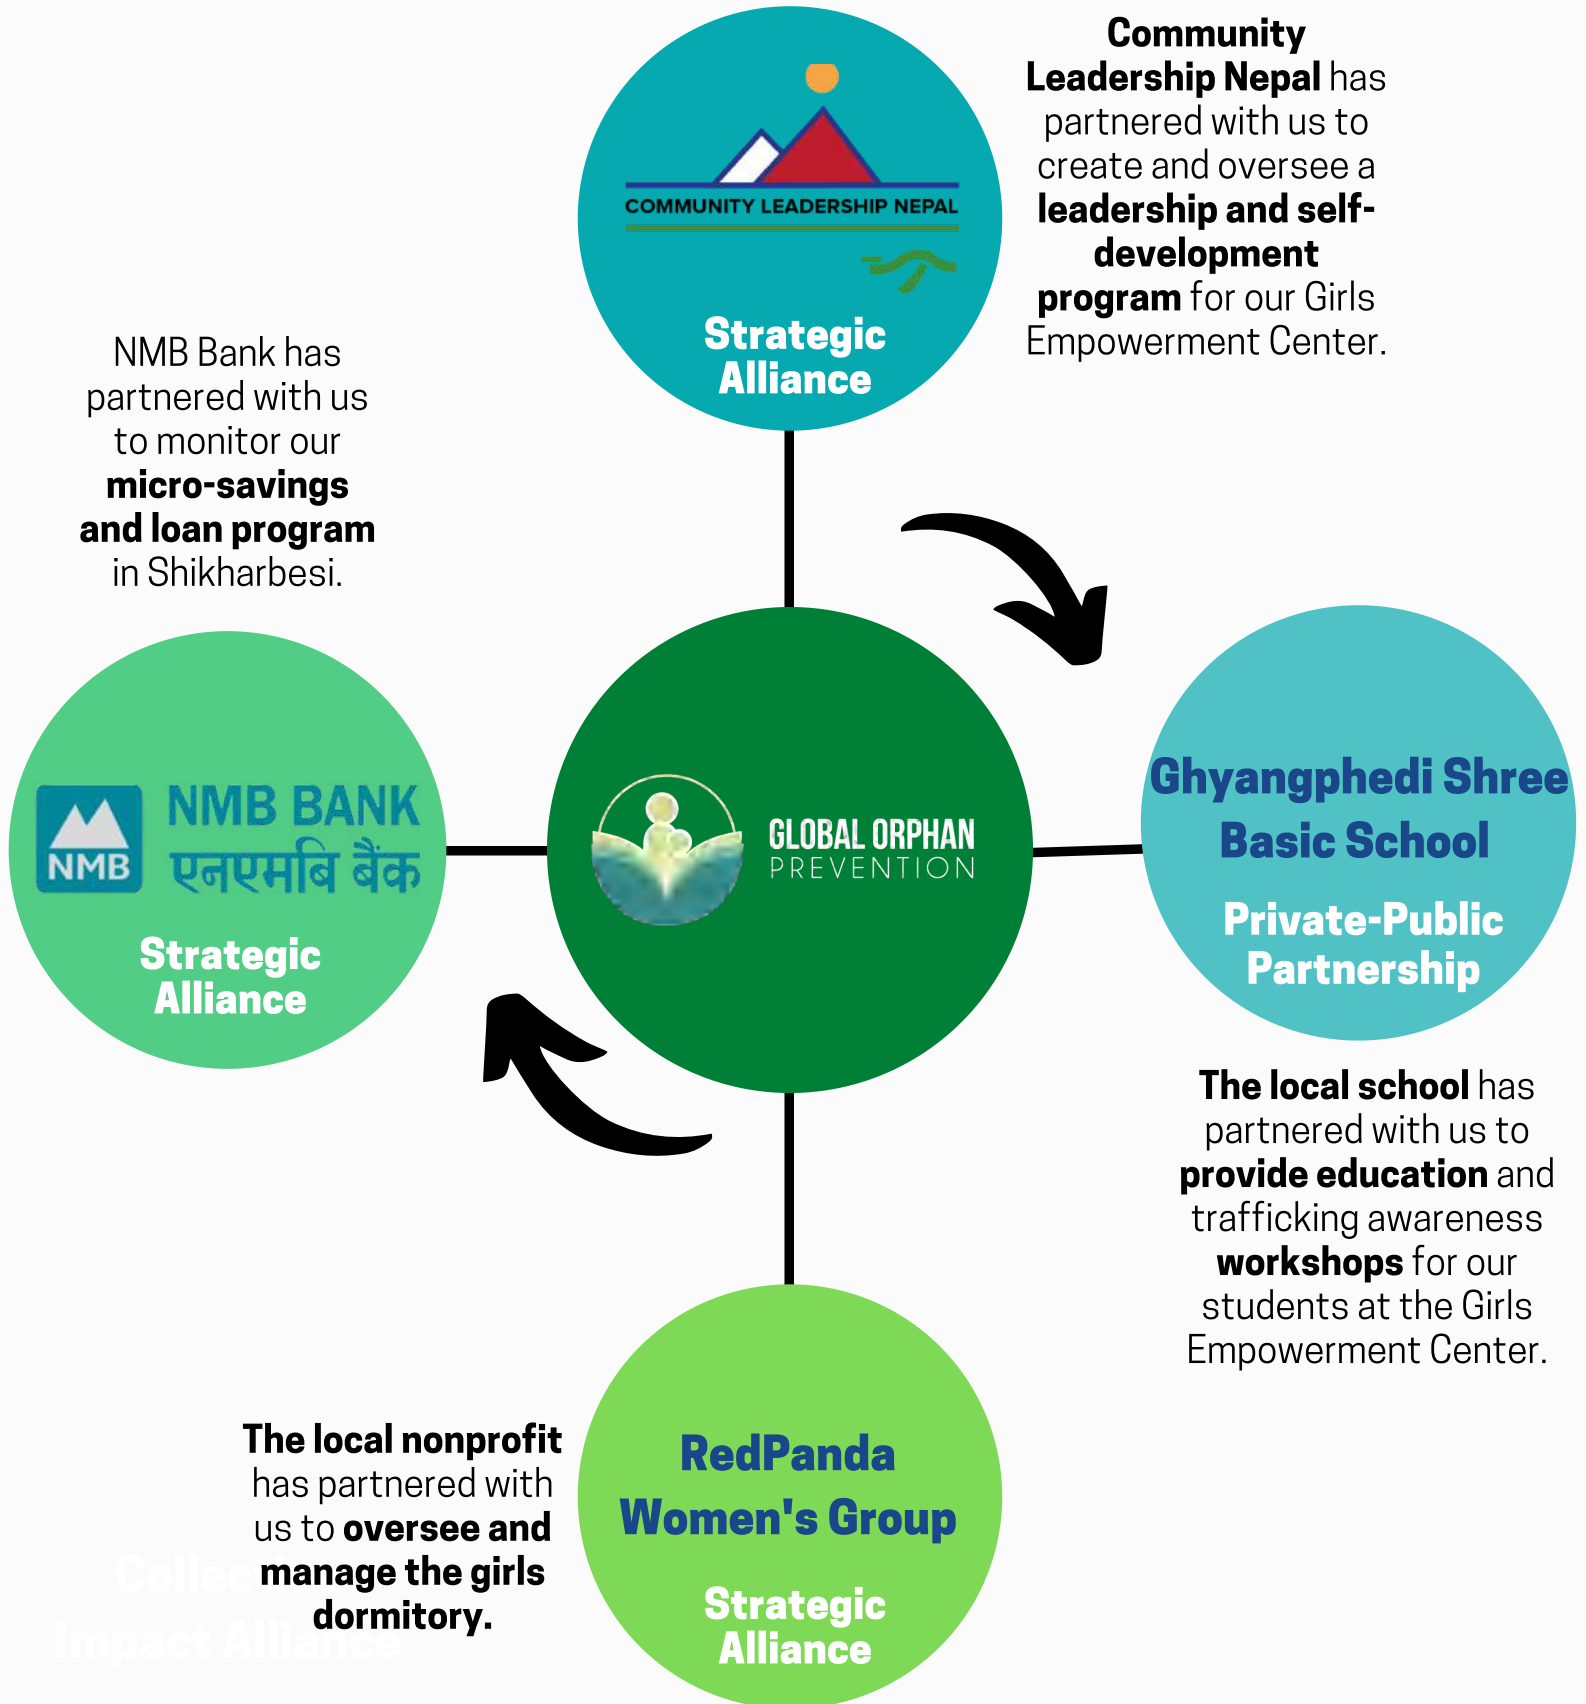 COMMUNITY LEADERSHIP NEPAL
Strategic
Alliance
Community
Leadership Nepal has
partnered with us to
create and oversee a
leadership and self-
development
program for our Girls
Empowerment Center.
NMB Bank has
partnered with us
to monitor our
micro-savings
and loan program
in Shikharbesi.
NMB
NMB BANK
एनएमबि बैंक
Strategic
Alliance
GLOBAL ORPHAN
PREVENTION
Ghyangphedi Shree
Basic School
Private-Public
Partnership
The local school has
partnered with us to
provide education and
trafficking awareness
workshops for our
students at the Girls
Empowerment Center.
The local nonprofit
has partnered with
us to oversee and
manage the girls
dormitory.
Impact Alliance
RedPanda
Women's Group
Strategic
Alliance